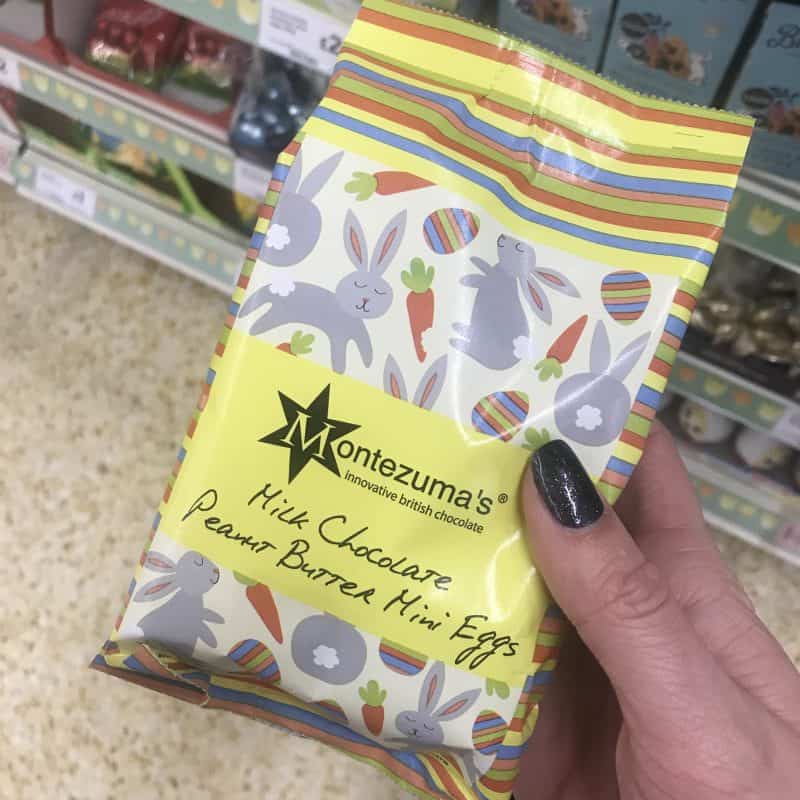 Montezuma's®
innovative british chocolate
Milk Chocolate
Peanut Butter Mini Eggs